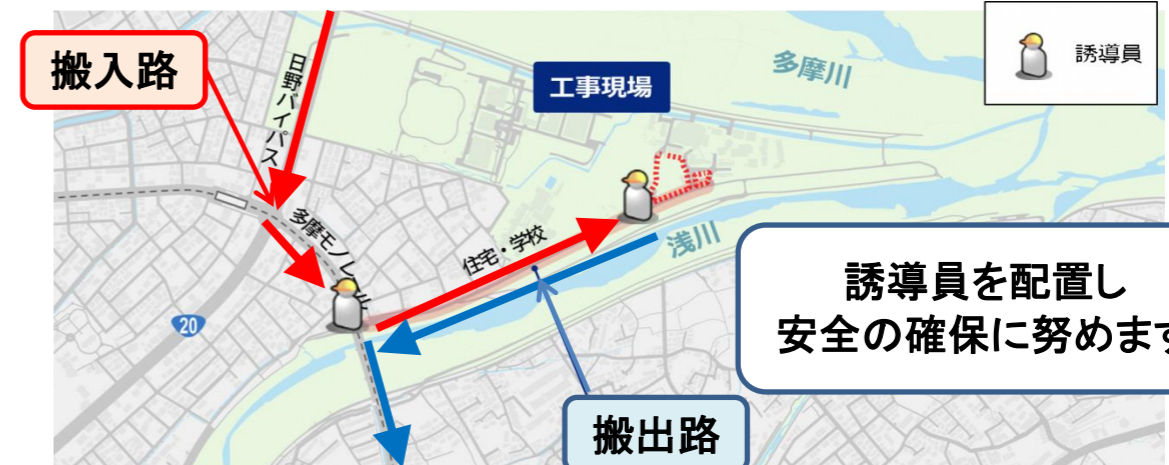 搬入路
日野バイパス
工事現場
多摩川
誘導員
多摩モノレール
住宅・学校
浅川
20
誘導員を配置し
安全の確保に努めます
搬出路